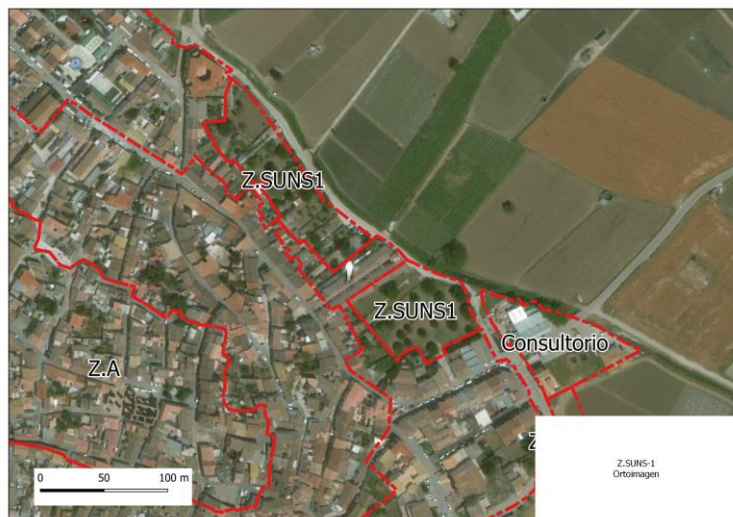 Z.SUNS1
Z.SUNS1
Consultorio
Z.A
Z
0 50 100 m
Z.SUNS-1
Ortoimagen